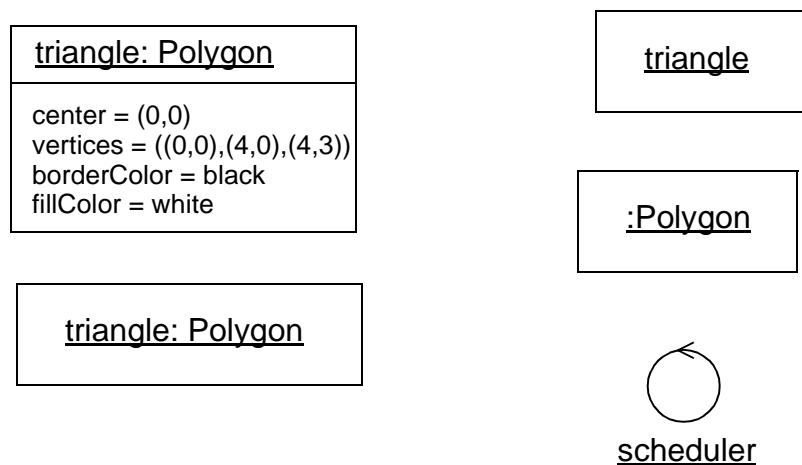 triangle: Polygon
center = (0,0)
vertices = ((0,0),(4,0),(4,3))
borderColor = black
fillColor = white
triangle: Polygon
triangle
:Polygon
scheduler